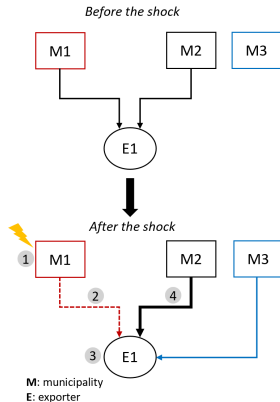 Before the shock
M1 M2 M3
E1
After the shock
1 M1 M2 M3
2 4
3 E1
M: municipality
E: exporter